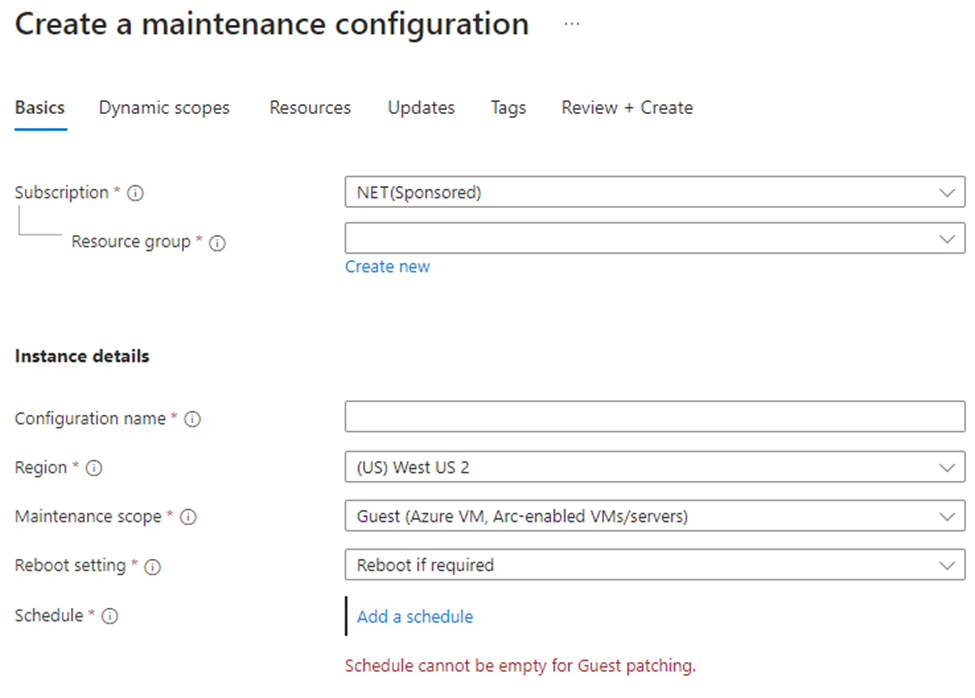 Create a maintenance configuration ...
Basics Dynamic scopes Resources Updates Tags Review + Create
Subscription * NET(Sponsored)
Resource group *
Create new
Instance details
Configuration name *
Region * (US) West US 2
Maintenance scope * Guest (Azure VM, Arc-enabled VMs/servers)
Reboot setting * Reboot if required
Schedule * Add a schedule
Schedule cannot be empty for Guest patching.